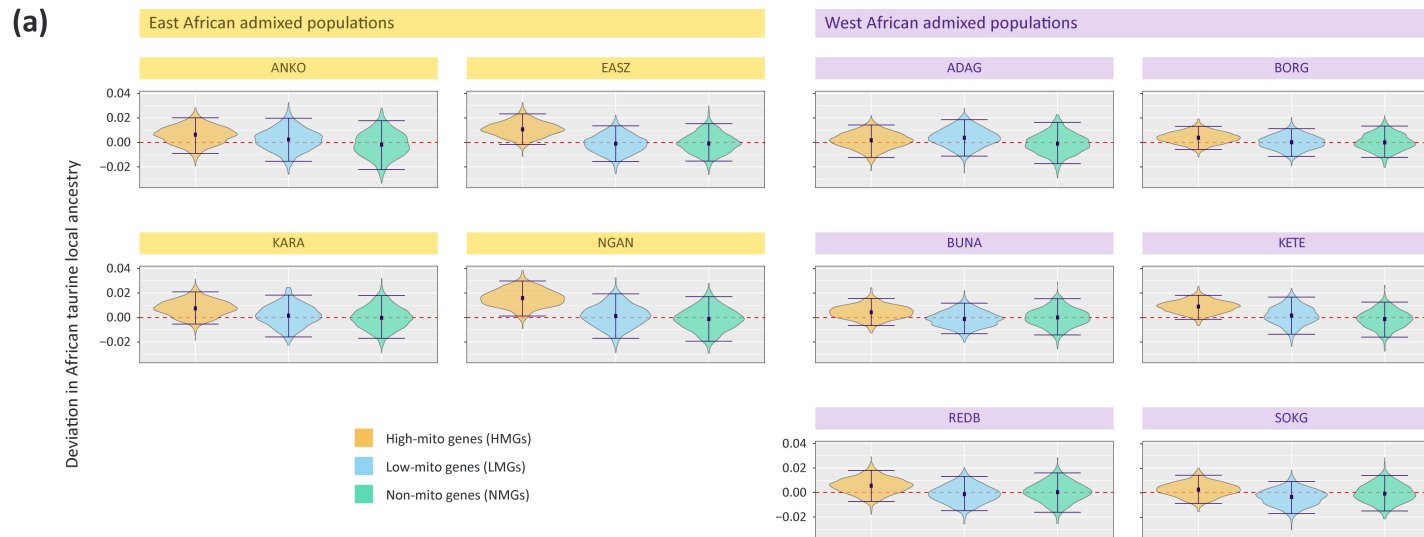 (a)
East African admixed populations
West African admixed populations
ANKO
EASZ
ADAG
BORG
0.04
0.02
0.00
−0.02
KARA
NGAN
BUNA
KETE
0.04
0.02
0.00
−0.02
REDB
SOKG
0.04
0.02
0.00
−0.02
Deviation in African taurine local ancestry
High-mito genes (HMGs)
Low-mito genes (LMGs)
Non-mito genes (NMGs)